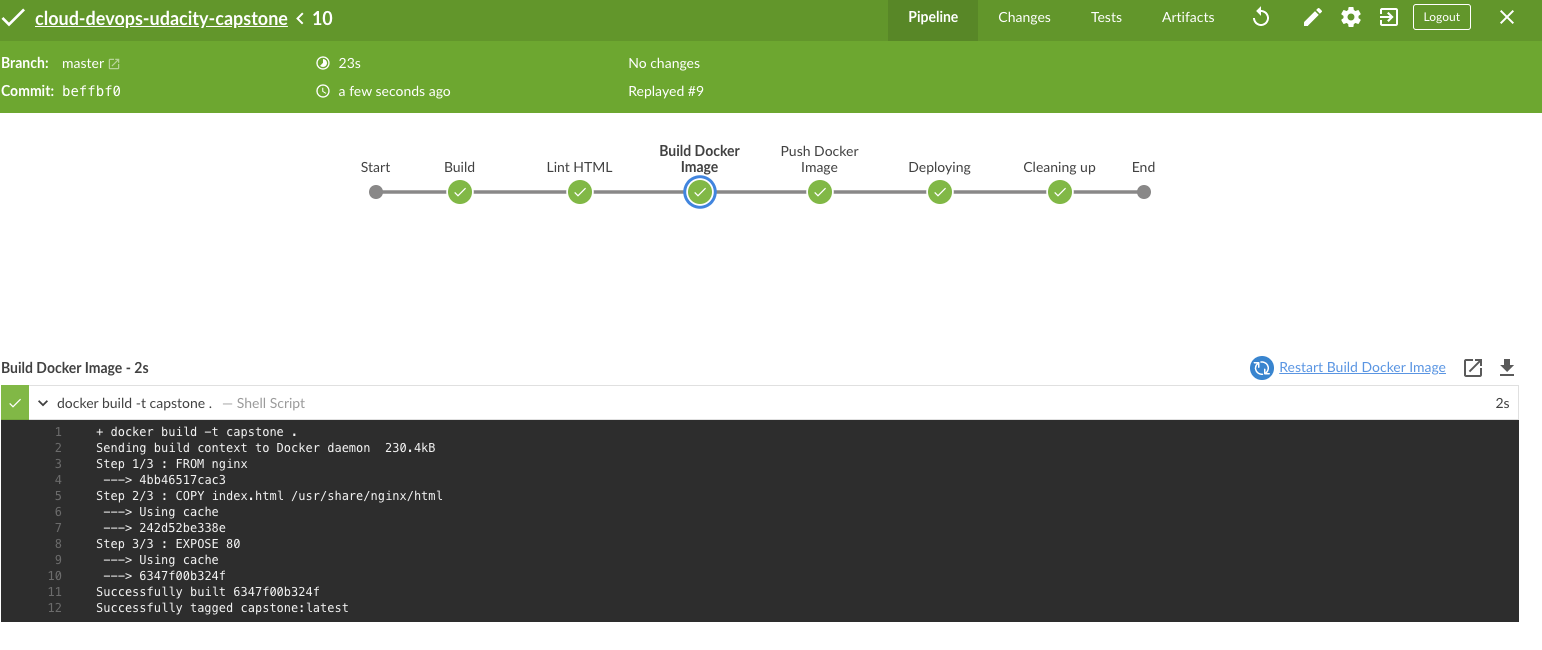 cloud-devops-udacity-capstone < 10
Pipeline Changes Tests Artifacts Logout
Branch: master 23s No changes
Commit: beffbf0 a few seconds ago Replayed #9
Start Build Lint HTML Build Docker Image Push Docker Image Deploying Cleaning up End
Build Docker Image - 2s Restart Build Docker Image
docker build -t capstone . — Shell Script 2s
1 + docker build -t capstone .
2 Sending build context to Docker daemon  230.4kB
3 Step 1/3 : FROM nginx
4  ---> 4bb46517cac3
5 Step 2/3 : COPY index.html /usr/share/nginx/html
6  ---> Using cache
7  ---> 242d52be338e
8 Step 3/3 : EXPOSE 80
9  ---> Using cache
10  ---> 6347f00b324f
11 Successfully built 6347f00b324f
12 Successfully tagged capstone:latest